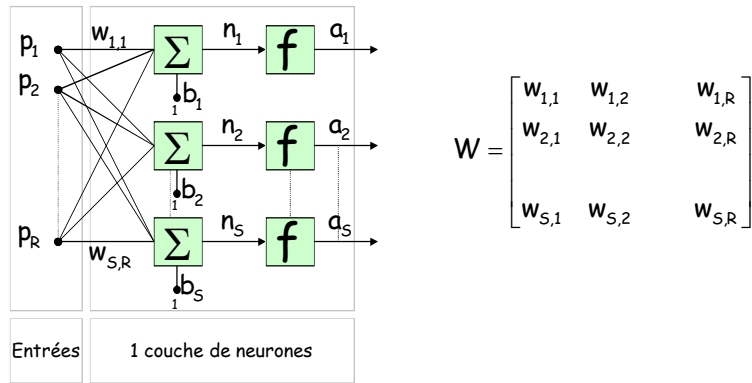 p1 w1,1 Σ n1 f a1
p2
1 b1
Σ n2 f a2
1 b2
pR wS,R Σ nS f aS
1 bS
Entrées 1 couche de neurones
W = [ w1,1 w1,2 w1,R
w2,1 w2,2 w2,R
wS,1 wS,2 wS,R ]